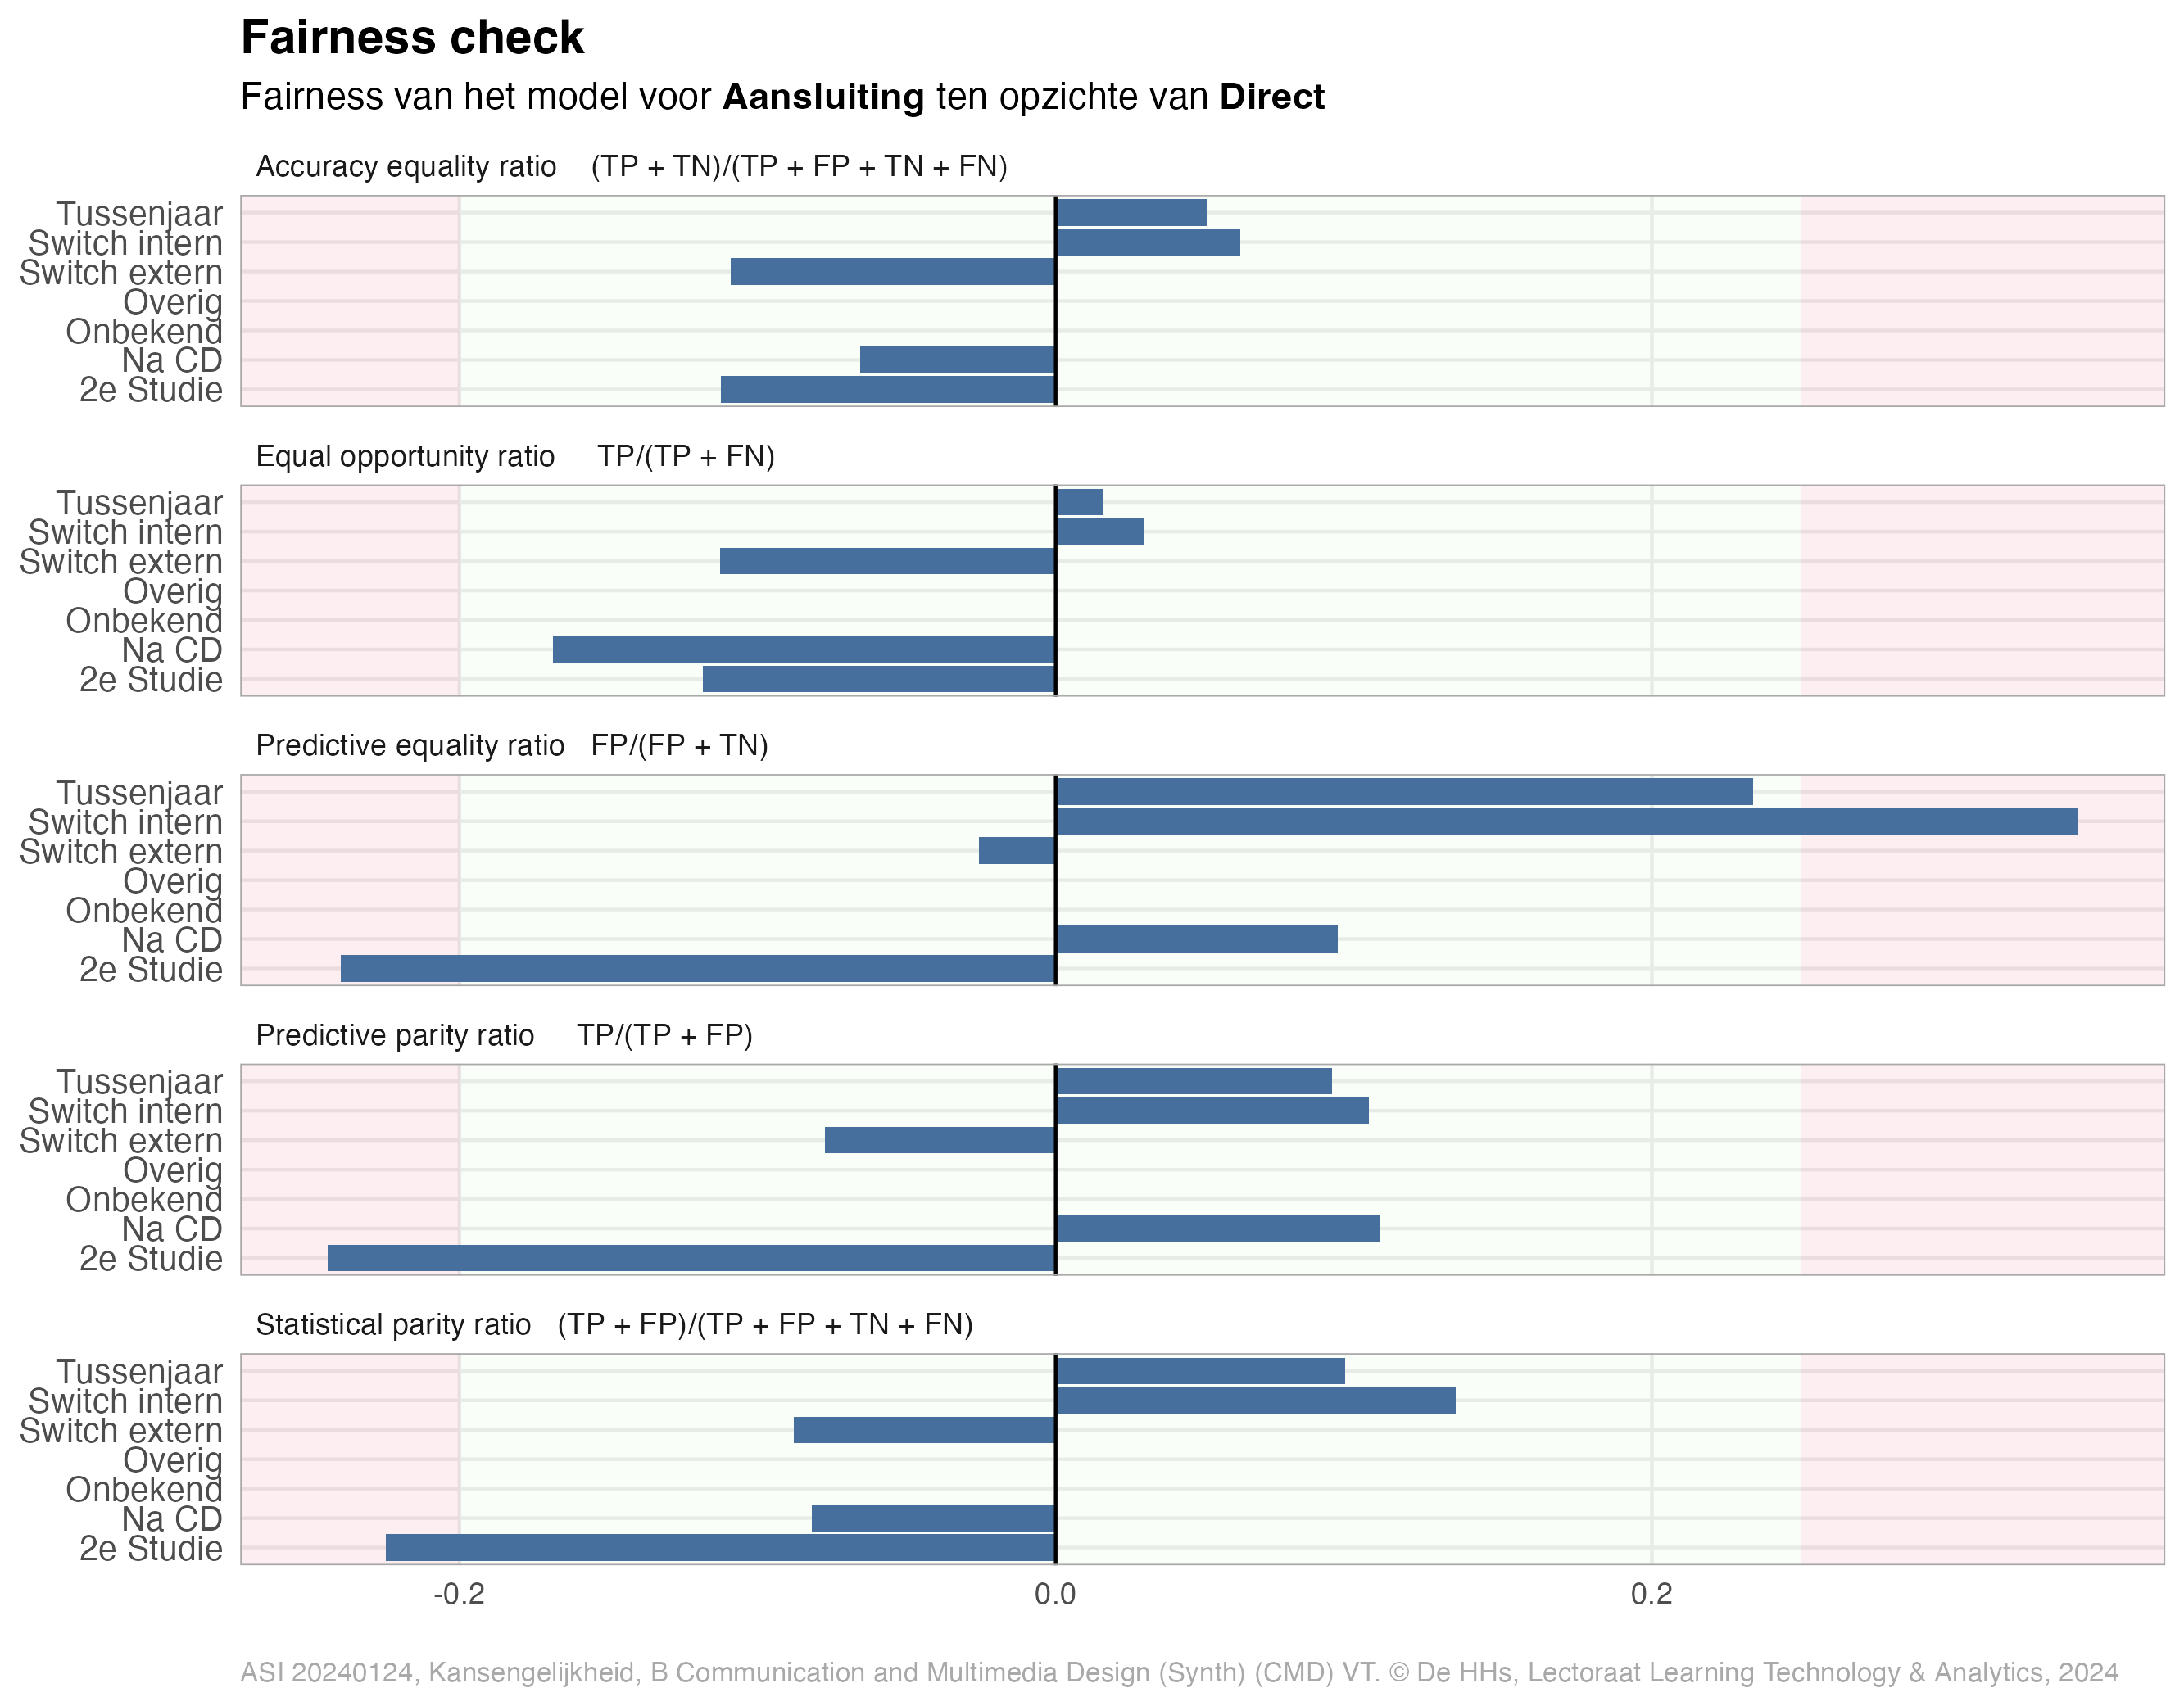 Fairness check
Fairness van het model voor Aansluiting ten opzichte van Direct
Accuracy equality ratio (TP + TN)/(TP + FP + TN + FN)
Tussenjaar
Switch intern
Switch extern
Overig
Onbekend
Na CD
2e Studie
Equal opportunity ratio TP/(TP + FN)
Tussenjaar
Switch intern
Switch extern
Overig
Onbekend
Na CD
2e Studie
Predictive equality ratio FP/(FP + TN)
Tussenjaar
Switch intern
Switch extern
Overig
Onbekend
Na CD
2e Studie
Predictive parity ratio TP/(TP + FP)
Tussenjaar
Switch intern
Switch extern
Overig
Onbekend
Na CD
2e Studie
Statistical parity ratio (TP + FP)/(TP + FP + TN + FN)
Tussenjaar
Switch intern
Switch extern
Overig
Onbekend
Na CD
2e Studie
-0.2 0.0 0.2
ASI 20240124, Kansengelijkheid, B Communication and Multimedia Design (Synth) (CMD) VT. © De HHs, Lectoraat Learning Technology & Analytics, 2024